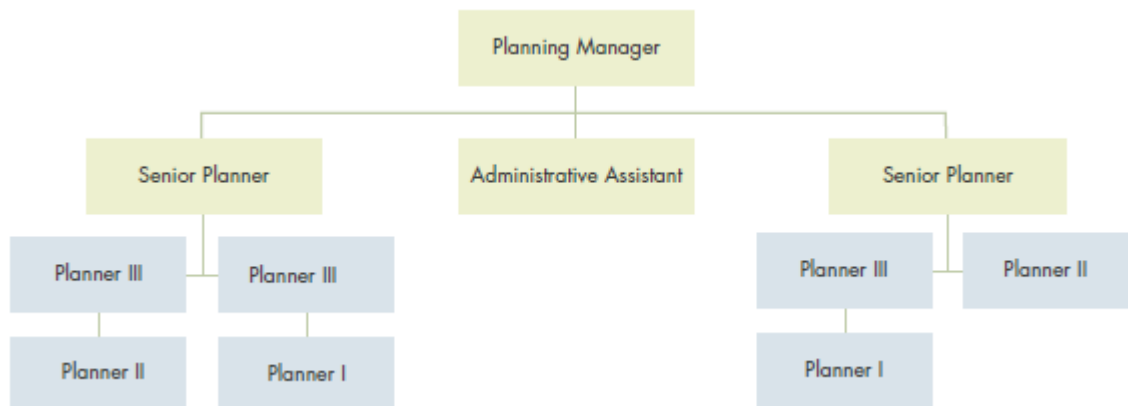 Planning Manager
Senior Planner
Administrative Assistant
Senior Planner
Planner III
Planner III
Planner III
Planner II
Planner II
Planner I
Planner I